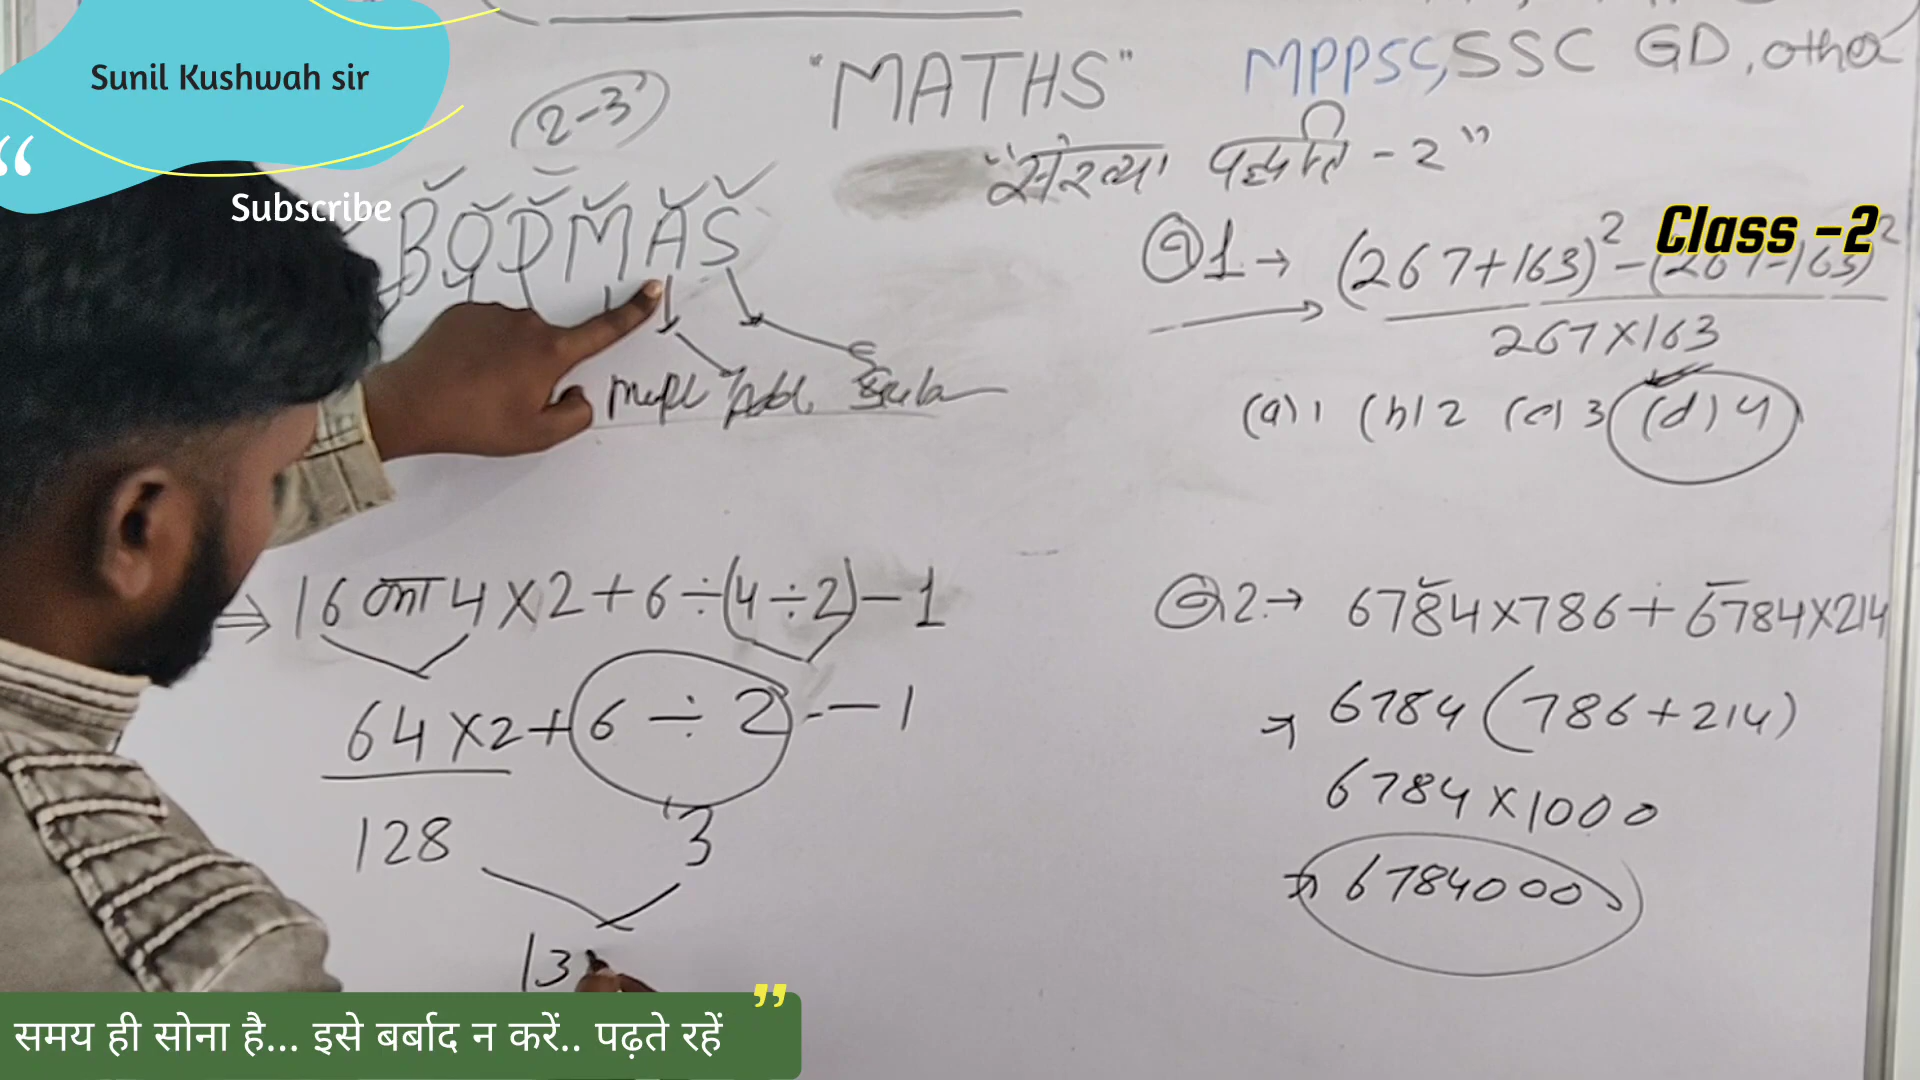 Sunil Kushwah sir
Subscribe
"MATHS"
MPPSC, SSC GD, other
"संख्या पद्धति - 2"
Class -2
(2-3)
BODMAS
Add.
Q1→ (267+163)² - (267-163)²
267×163
(a) 1 (b) 2 (c) 3 (d) 4
⇒ 16 का 4 × 2 + 6 ÷ (4 ÷ 2) - 1
64 × 2 + 6 ÷ 2 - 1
128 3
13
Q2.→ 6784×786 + 6784×214
6784 (786 + 214)
6784 × 1000
6784000
समय ही सोना है... इसे बर्बाद न करें.. पढ़ते रहें